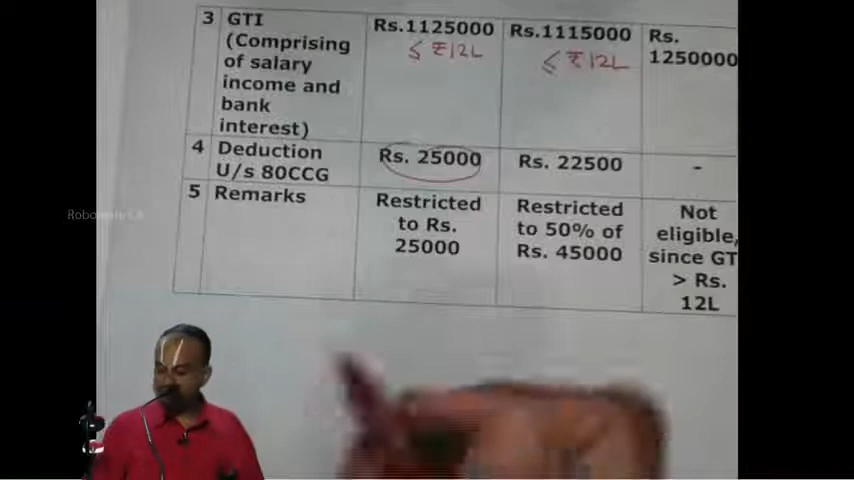 3 GTI Rs.1125000 Rs.1115000 Rs.
(Comprising ≤ ₹12L ≤ ₹12L 1250000
of salary
income and
bank
interest)
4 Deduction Rs. 25000 Rs. 22500 -
U/s 80CCG
5 Remarks Restricted Restricted Not
to Rs. to 50% of eligible,
25000 Rs. 45000 since GT
> Rs.
12L